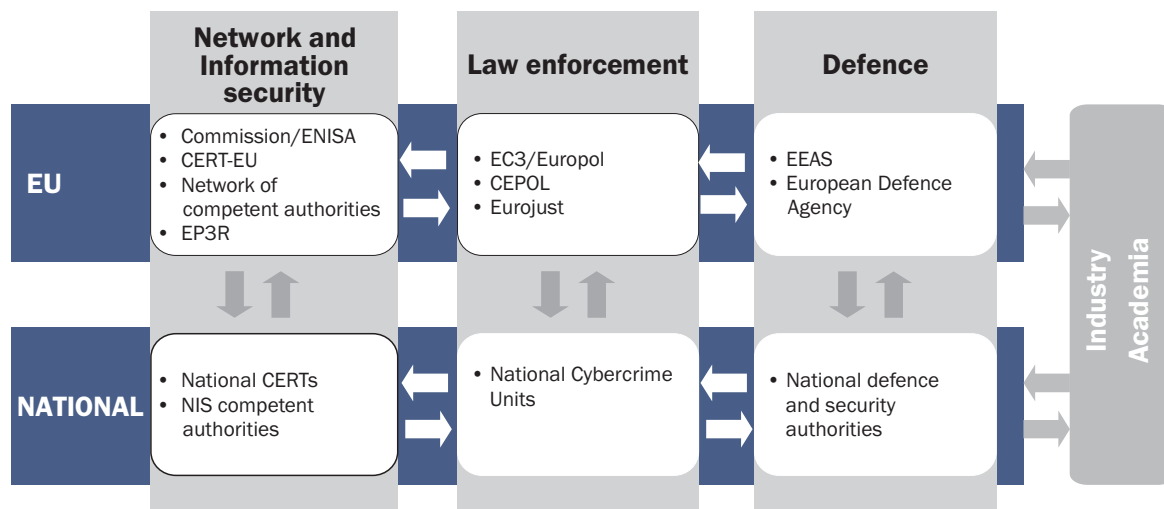 Network and
Information
security
Law enforcement
Defence
EU
• Commission/ENISA
• CERT-EU
• Network of
competent authorities
• EP3R
• EC3/Europol
• CEPOL
• Eurojust
• EEAS
• European Defence
Agency
NATIONAL
• National CERTs
• NIS competent
authorities
• National Cybercrime
Units
• National defence
and security
authorities
Industry
Academia